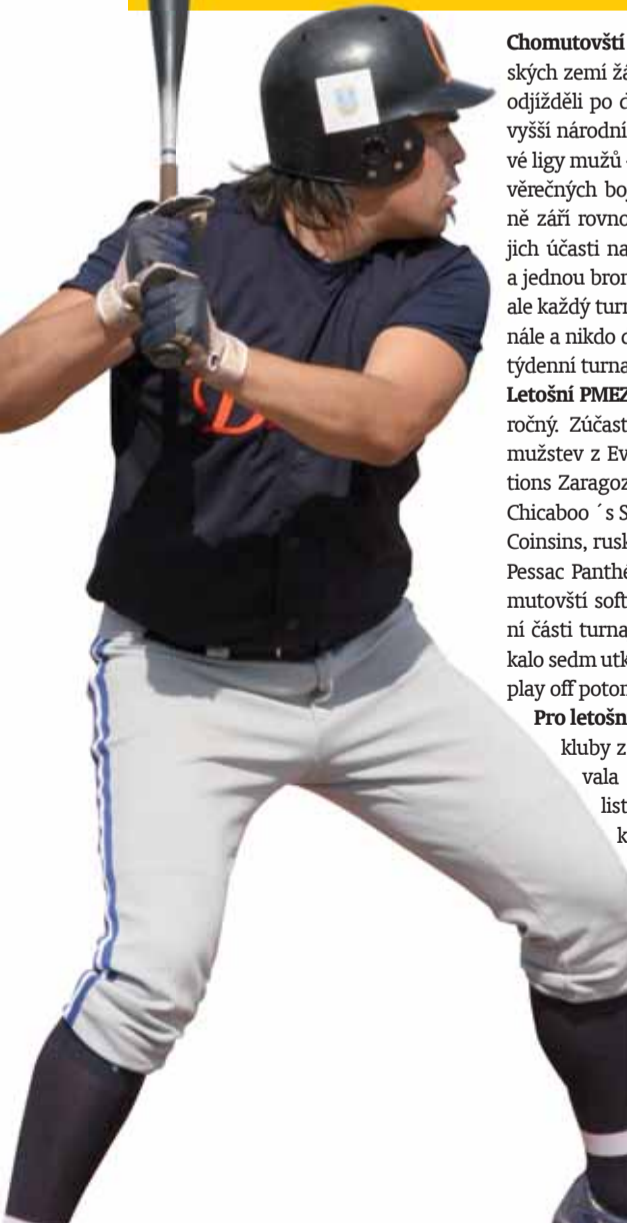 Chomutovští
ských zemí žá
odjížděli po d
vyšší národní
vé ligy mužů
věrečných boj
ně září rovno
jich účasti na
a jednou bron
ale každý turn
nále a nikdo d
týdenní turna
Letošní PMEZ
ročný. Zúčast
mužstev z Ev
tions Zaragoz
Chicaboo ´s S
Coinsins, rusk
Pessac Panthé
mutovští soft
ní části turna
kalo sedm utk
play off poton
Pro letošn
kluby z
vala
list
k